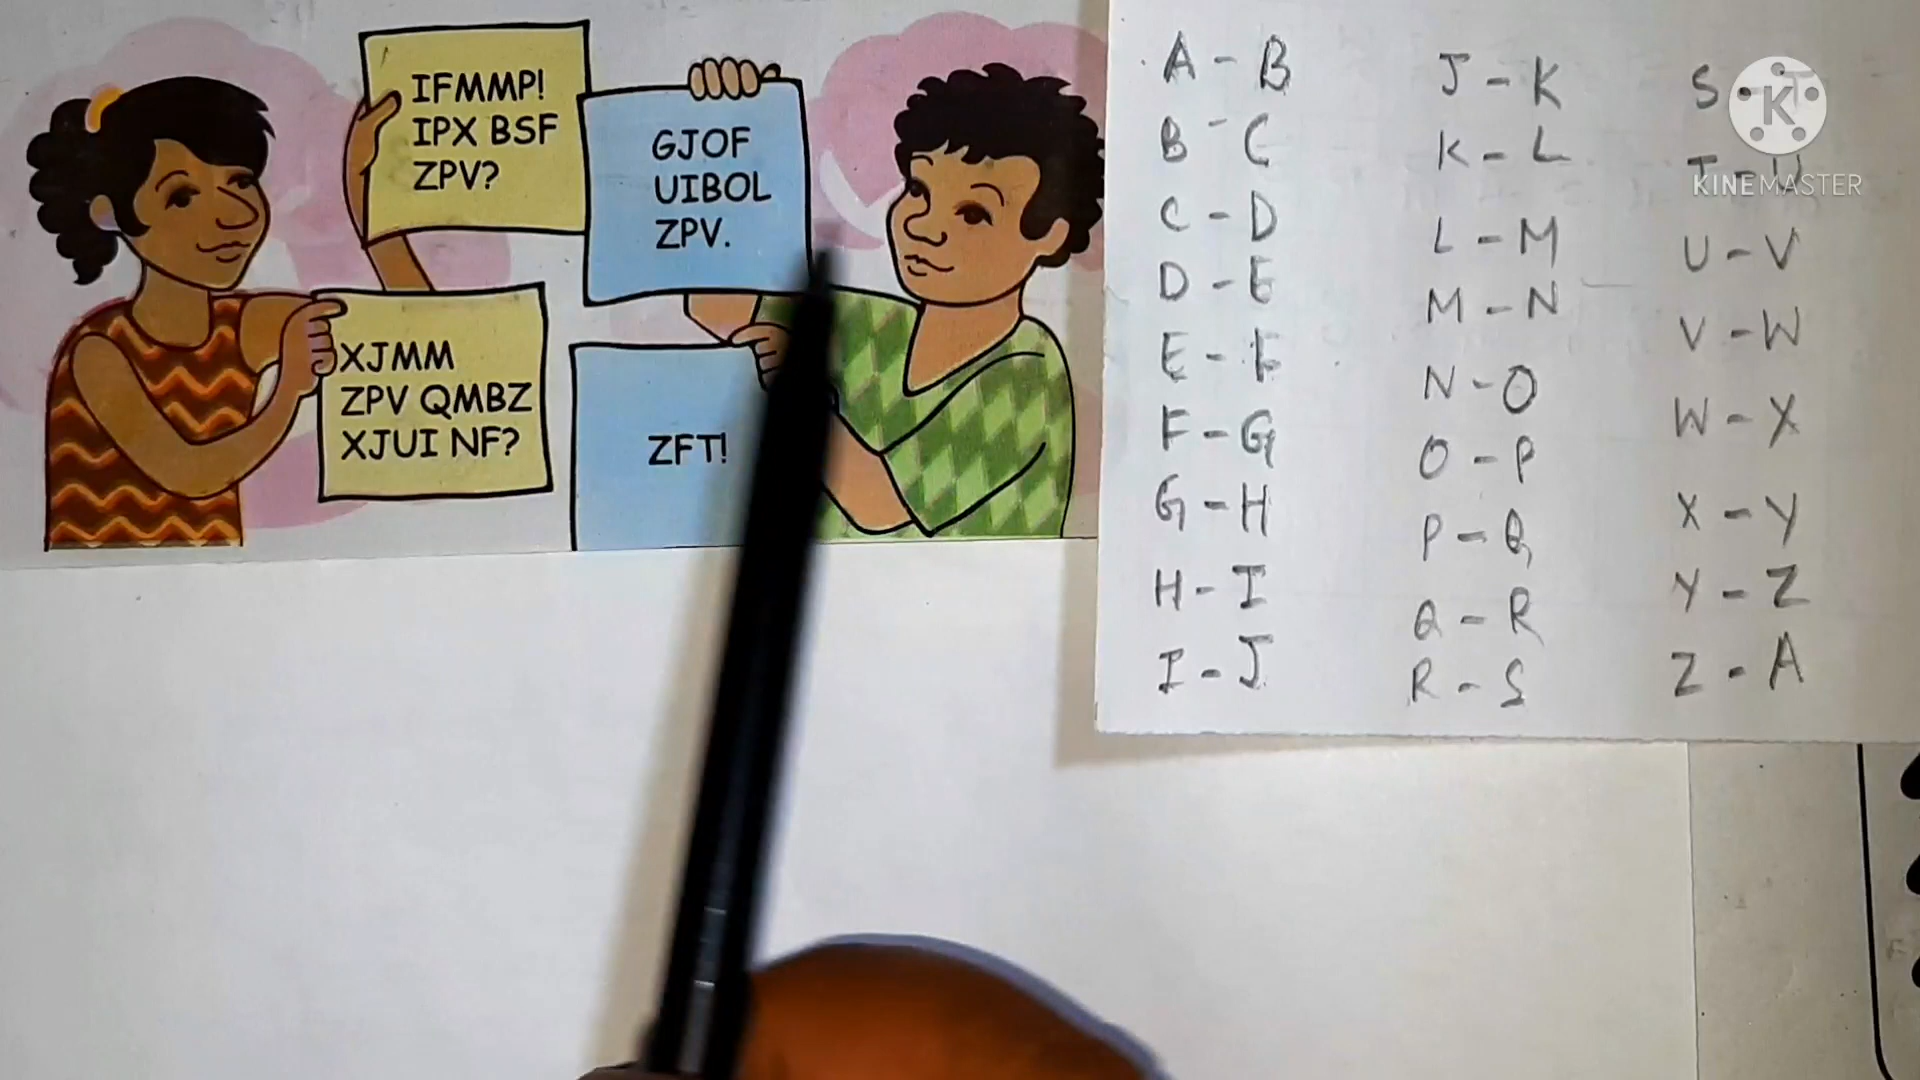 IFMMP!
IPX BSF
ZPV?
GJOF
UIBOL
ZPV.
XJMM
ZPV QMBZ
XJUI NF?
ZFT!
A - B
B - C
C - D
D - E
E - F
F - G
G - H
H - I
I - J
J - K
K - L
L - M
M - N
N - O
O - P
P - Q
Q - R
R - S
S - T
T - U
U - V
V - W
W - X
X - Y
Y - Z
Z - A
K
KINEMASTER